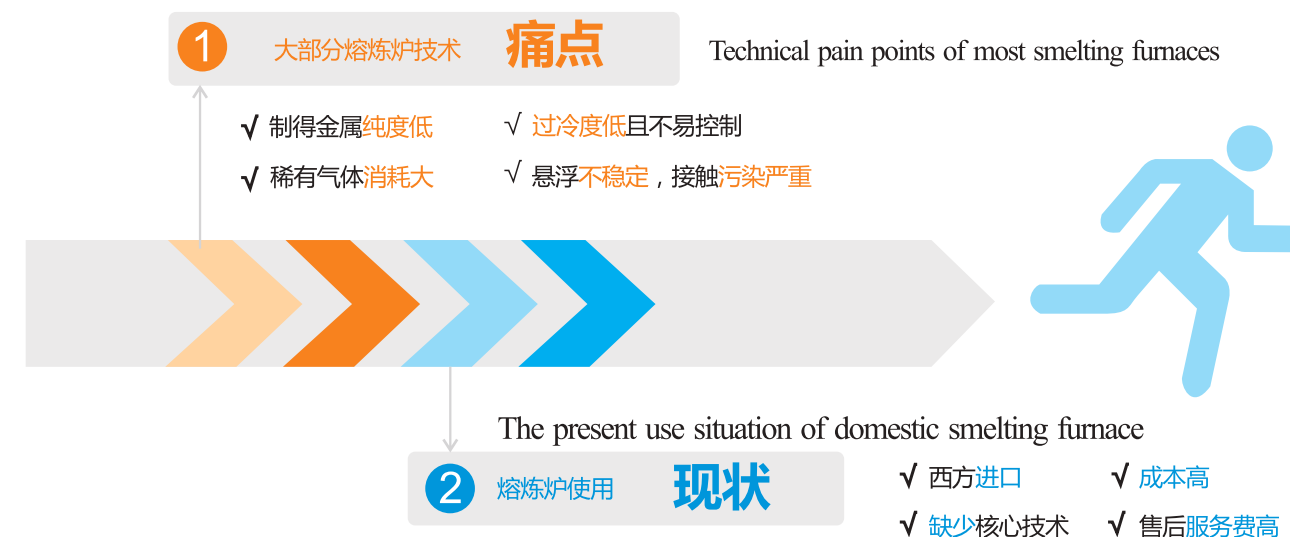 1 大部分熔炼炉技术 痛点
Technical pain points of most smelting furnaces
√ 制得金属纯度低
√ 过冷度低且不易控制
√ 稀有气体消耗大
√ 悬浮不稳定，接触污染严重
The present use situation of domestic smelting furnace
2 熔炼炉使用 现状
√ 西方进口
√ 成本高
√ 缺少核心技术
√ 售后服务费高